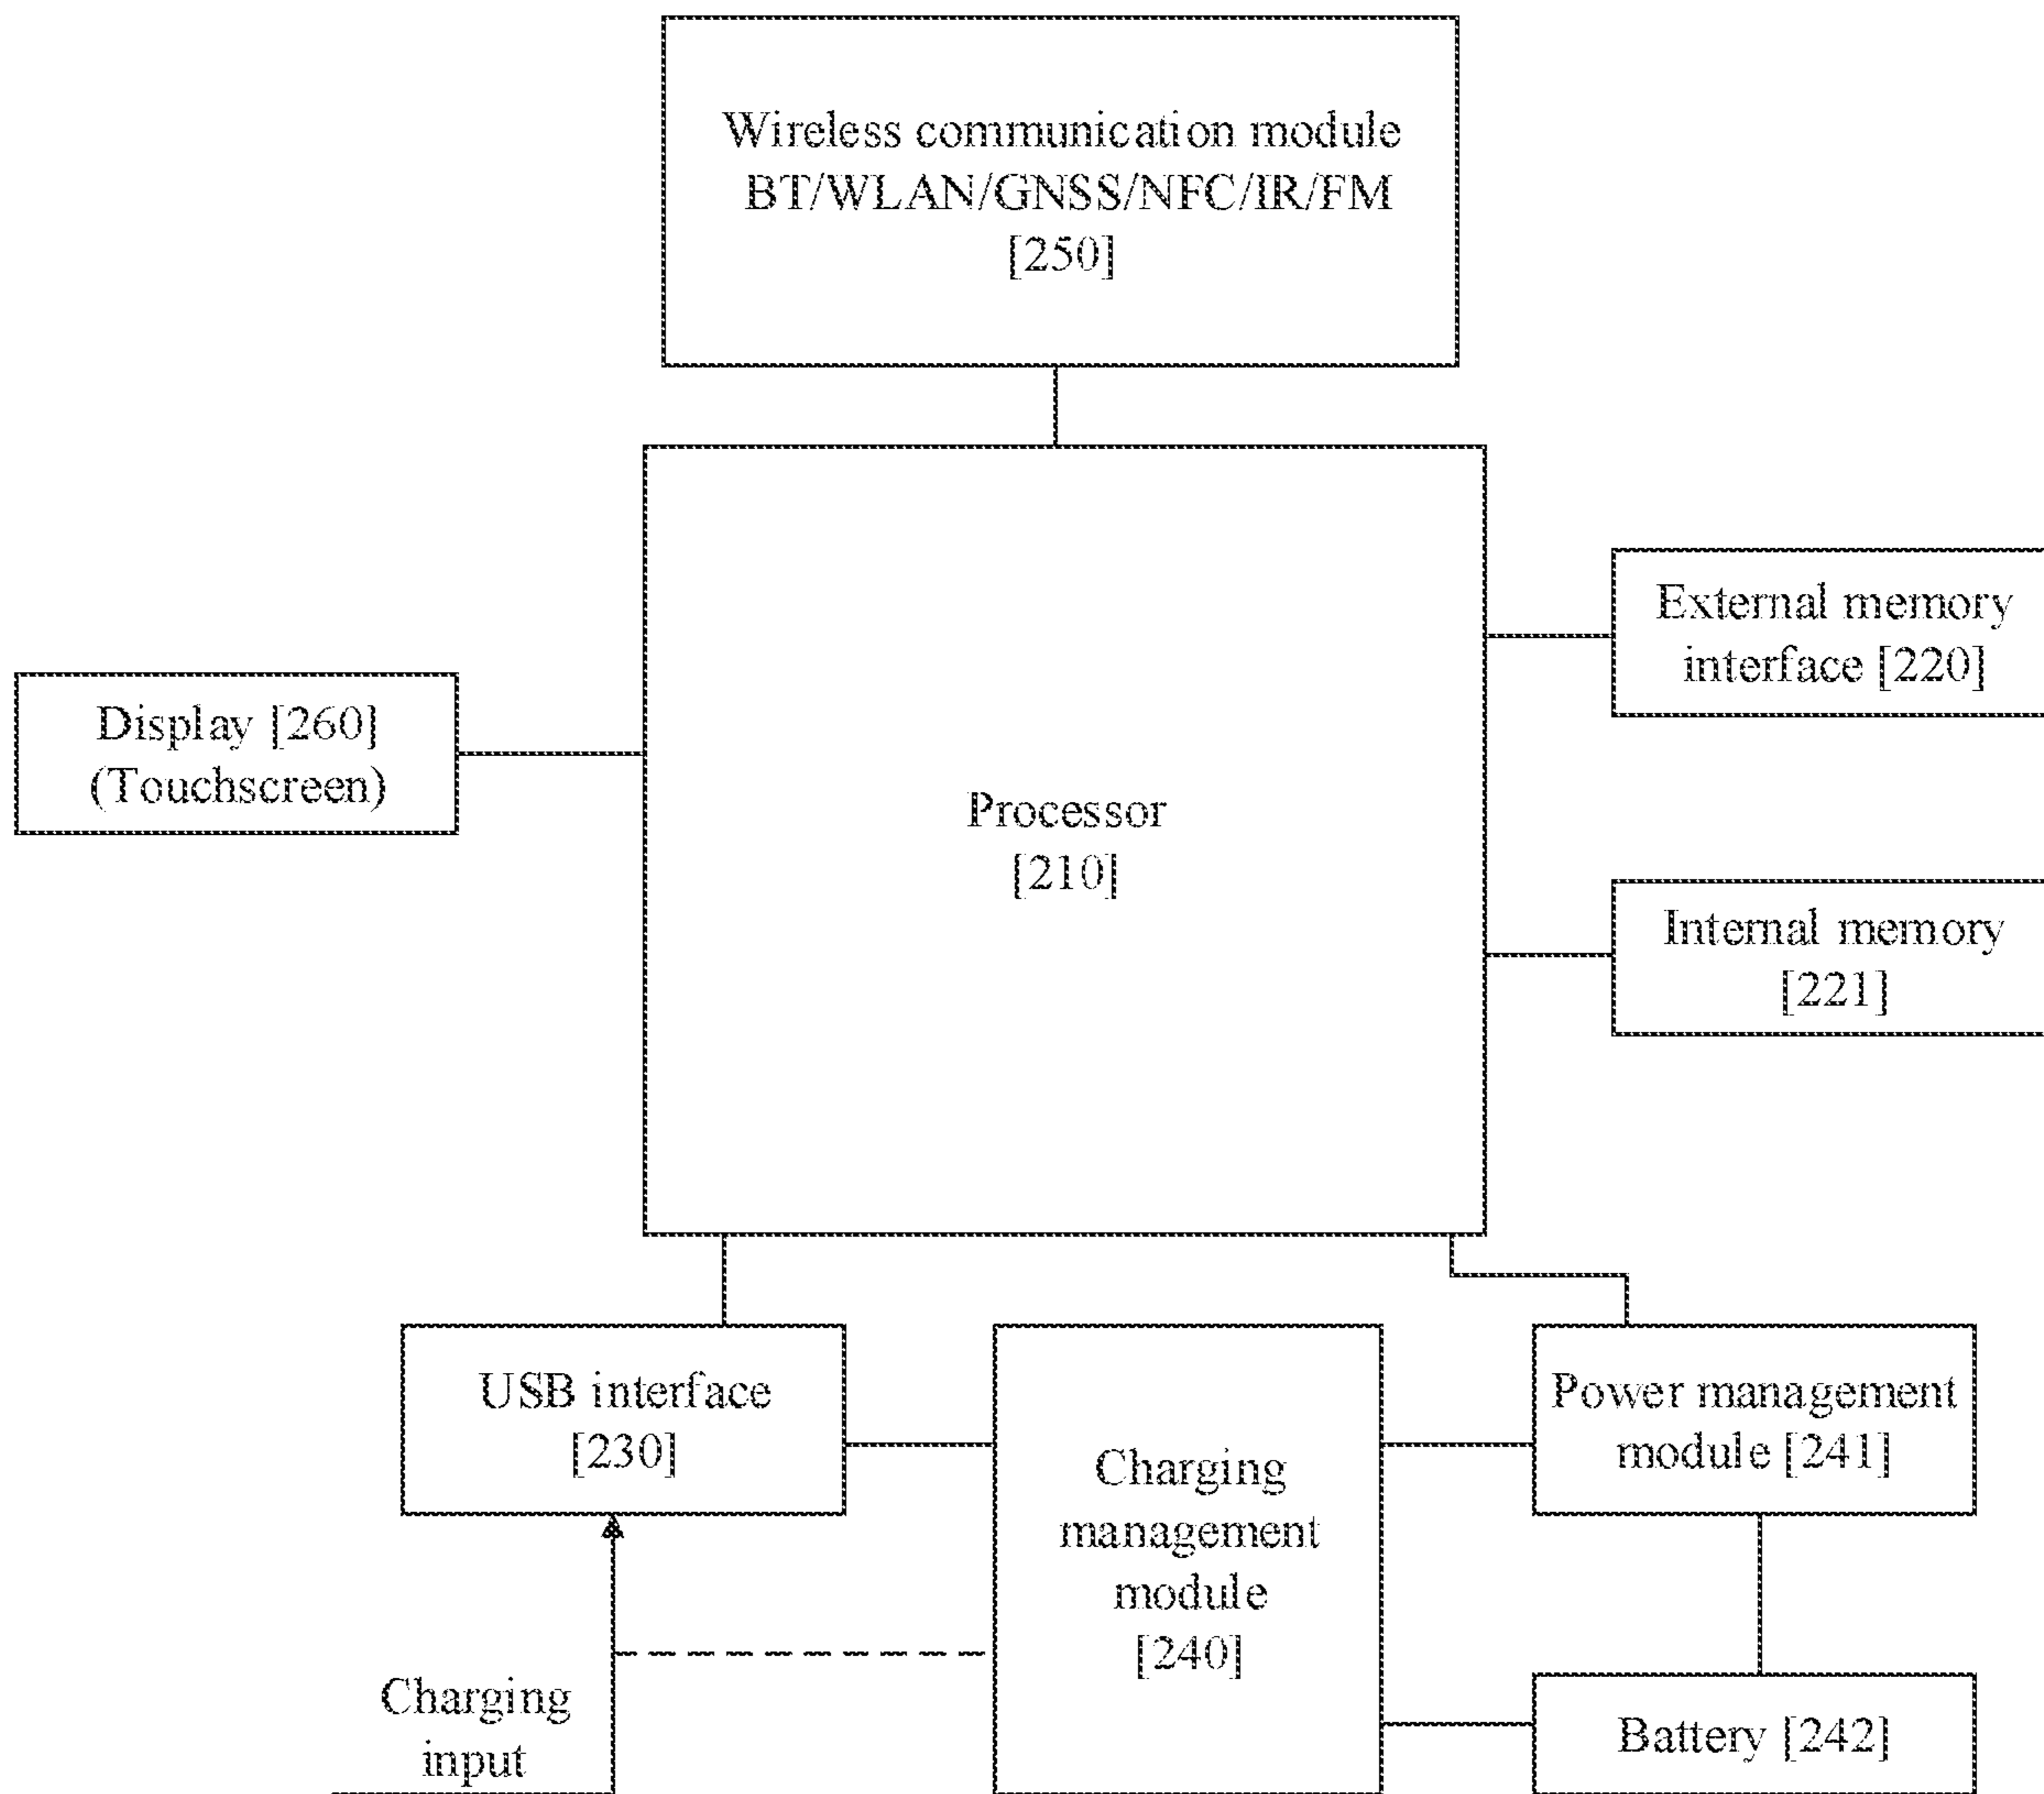 Wireless communication module
BT/WLAN/GNSS/NFC/IR/FM
[250]
External memory
interface [220]
Display [260]
(Touchscreen)
Processor
[210]
Internal memory
[221]
USB interface
[230]
Charging
management
module
[240]
Power management
module [241]
Charging
input
Battery [242]